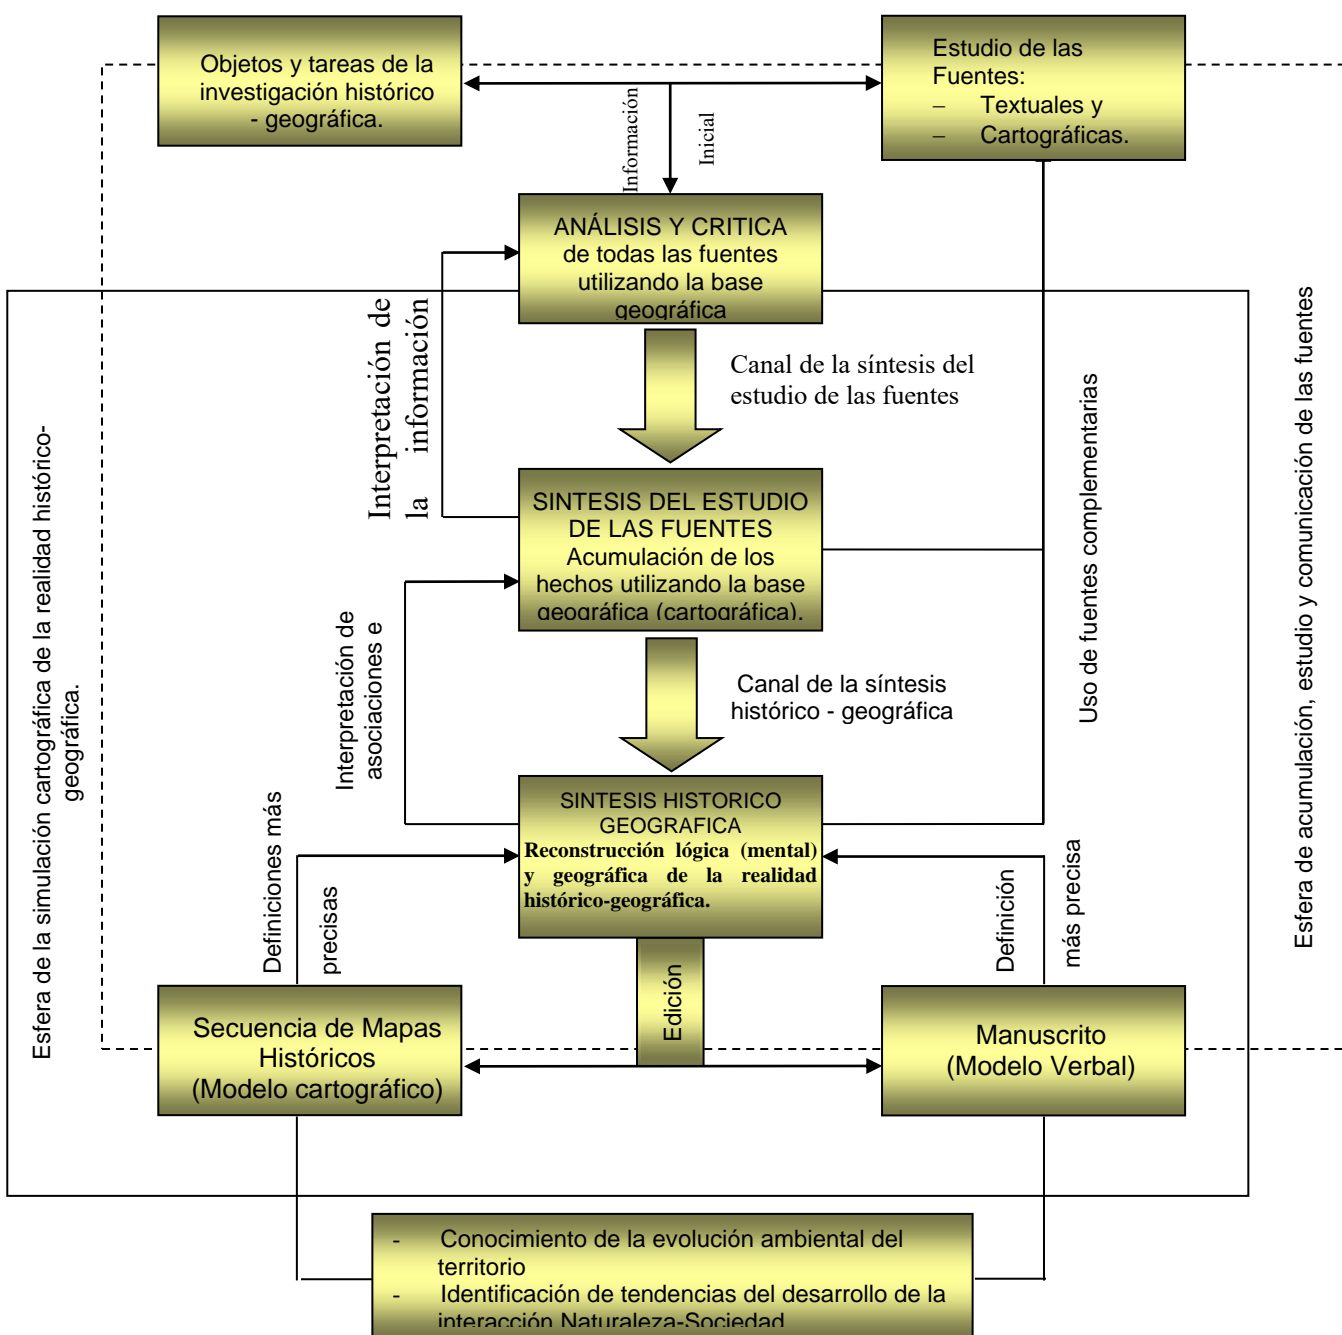 Objetos y tareas de la
investigación histórico
- geográfica.
Estudio de las
Fuentes:
– Textuales y
– Cartográficas.
Información
Inicial
ANÁLISIS Y CRITICA
de todas las fuentes
utilizando la base
geográfica
Interpretación de
la información
Canal de la síntesis del
estudio de las fuentes
SINTESIS DEL ESTUDIO
DE LAS FUENTES
Acumulación de los
hechos utilizando la base
geográfica (cartográfica).
Interpretación de
asociaciones e
Canal de la síntesis
histórico - geográfica
Uso de fuentes complementarias
SINTESIS HISTORICO
GEOGRAFICA
Reconstrucción lógica (mental)
y geográfica de la realidad
histórico-geográfica.
Definiciones más
precisas
Definición
más precisa
Edición
Secuencia de Mapas
Históricos
(Modelo cartográfico)
Manuscrito
(Modelo Verbal)
- Conocimiento de la evolución ambiental del
territorio
- Identificación de tendencias del desarrollo de la
interacción Naturaleza-Sociedad
Esfera de la simulación cartográfica de la realidad histórico-
geográfica.
Esfera de acumulación, estudio y comunicación de las fuentes